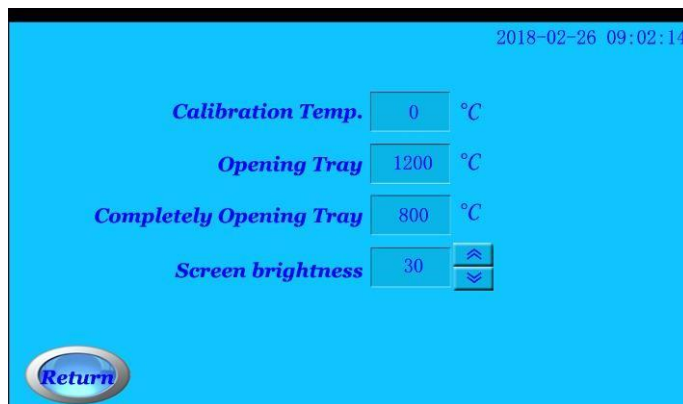 2018-02-26 09:02:14
Calibration Temp. 0 °C
Opening Tray 1200 °C
Completely Opening Tray 800 °C
Screen brightness 30
Return